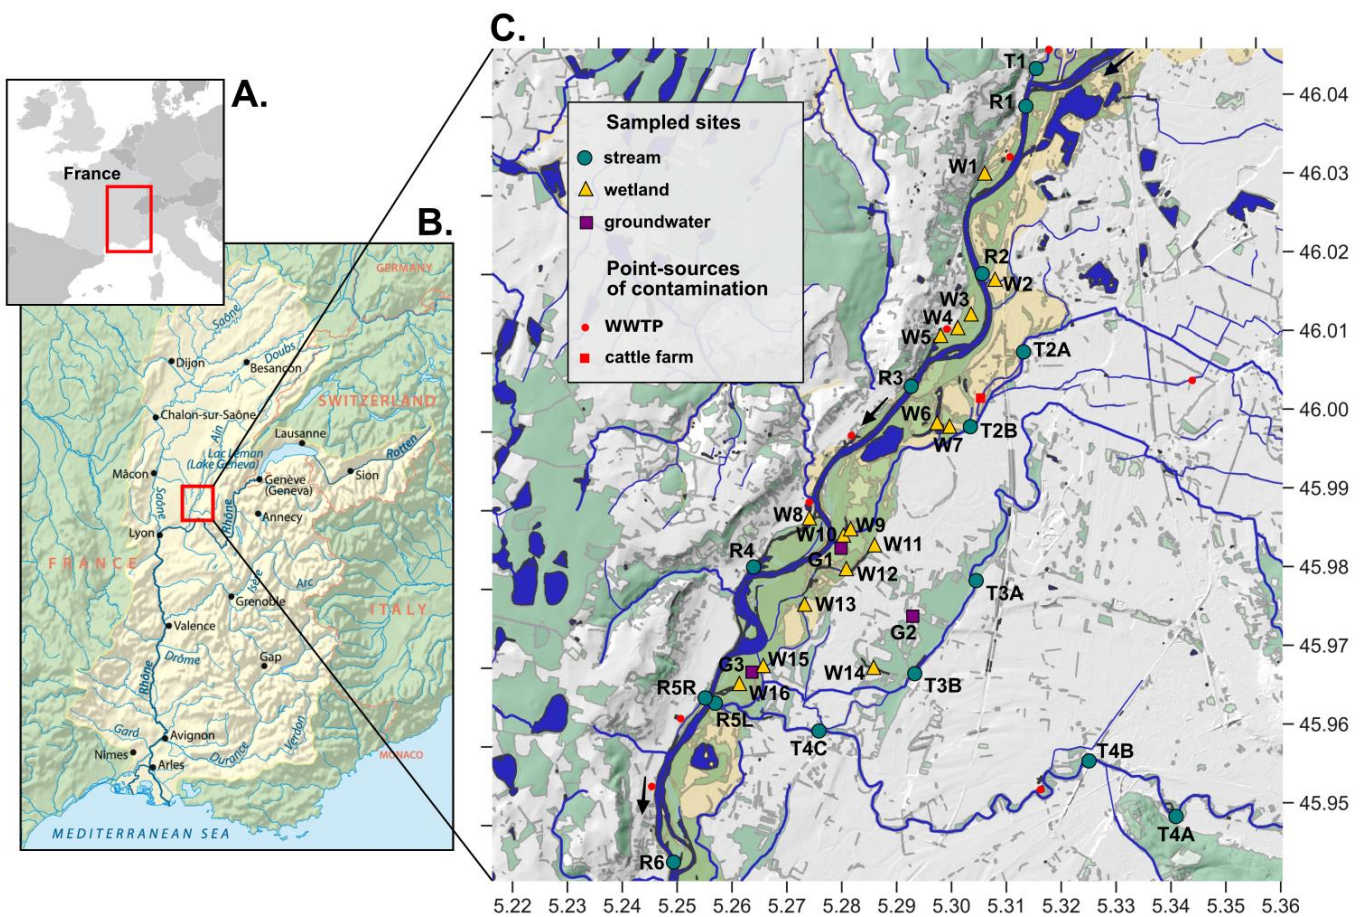 C.
A.
France
B.
GERMANY
Saône
Doubs
Dijon
Besançon
SWITZERLAND
Chalon-sur-Saône
Ain
Lausanne
Lac Léman
(Lake Geneva)
Rotten
Mâcon
Genève
(Geneva)
Sion
Saône
Rhône
Annecy
Lyon
FRANCE
Isère
Arc
Grenoble
ITALY
Valence
Drôme
Gap
Rhône
Gard
Avignon
Durance
Verdon
Nîmes
Arles
MONACO
MEDITERRANEAN SEA
Sampled sites
stream
wetland
groundwater
Point-sources
of contamination
WWTP
cattle farm
T1
R1
W1
R2
W2
W3
W4
W5
T2A
R3
W6
W7
T2B
W8
W9
W10
W11
R4
G1
W12
T3A
W13
G2
G3
W15
W14
T3B
R5R
W16
R5L
T4C
T4B
T4A
R6
46.04
46.03
46.02
46.01
46.00
45.99
45.98
45.97
45.96
45.95
5.22 5.23 5.24 5.25 5.26 5.27 5.28 5.29 5.30 5.31 5.32 5.33 5.34 5.35 5.36